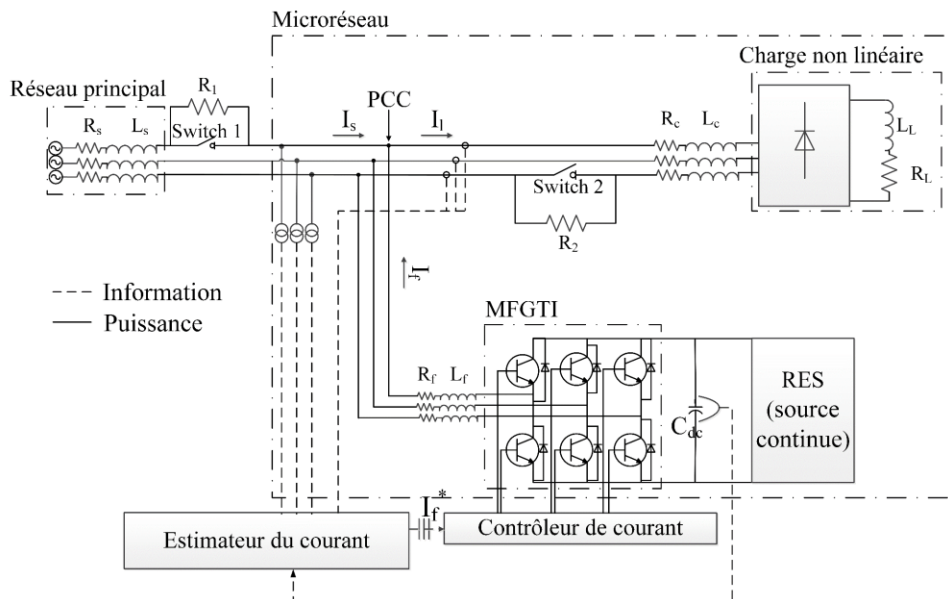 Microréseau
Charge non linéaire
Réseau principal
R1
PCC
Rs Ls
Switch 1
Is
Il
Rc Lc
LL
RL
Switch 2
R2
If
Information
Puissance
MFGTI
Rf Lf
Cdc
RES
(source
continue)
If*
Estimateur du courant
Contrôleur de courant